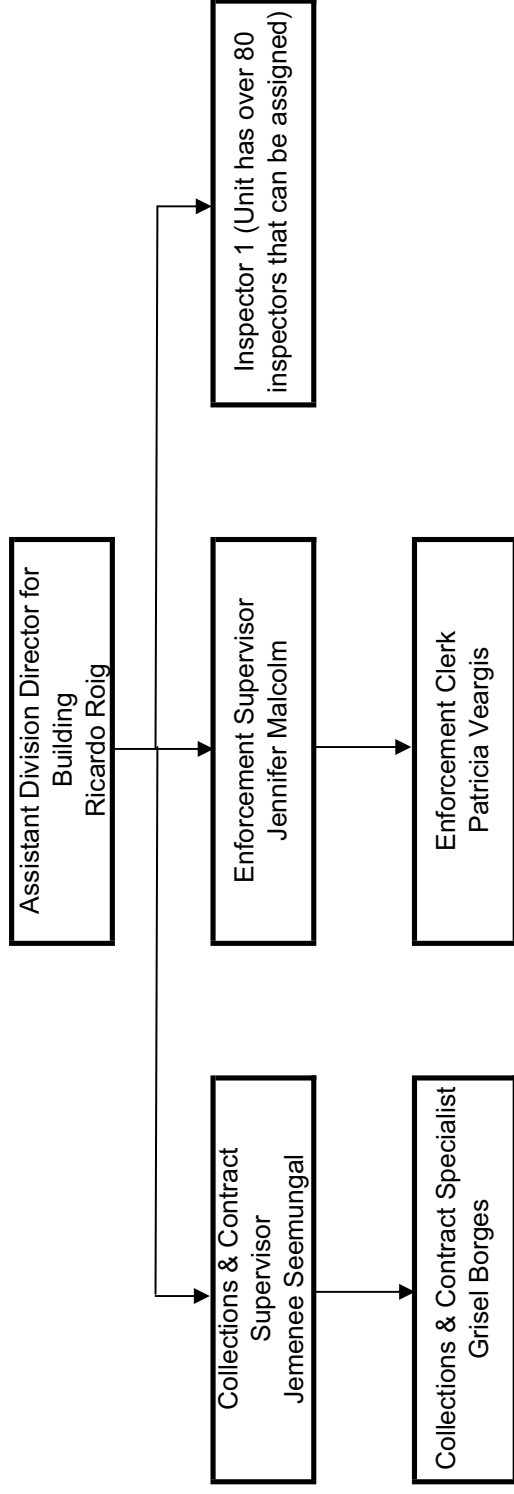 Assistant Division Director for
Building
Ricardo Roig
Collections & Contract
Supervisor
Jemenee Seemungal
Enforcement Supervisor
Jennifer Malcolm
Inspector 1 (Unit has over 80
inspectors that can be assigned)
Collections & Contract Specialist
Grisel Borges
Enforcement Clerk
Patricia Veargis